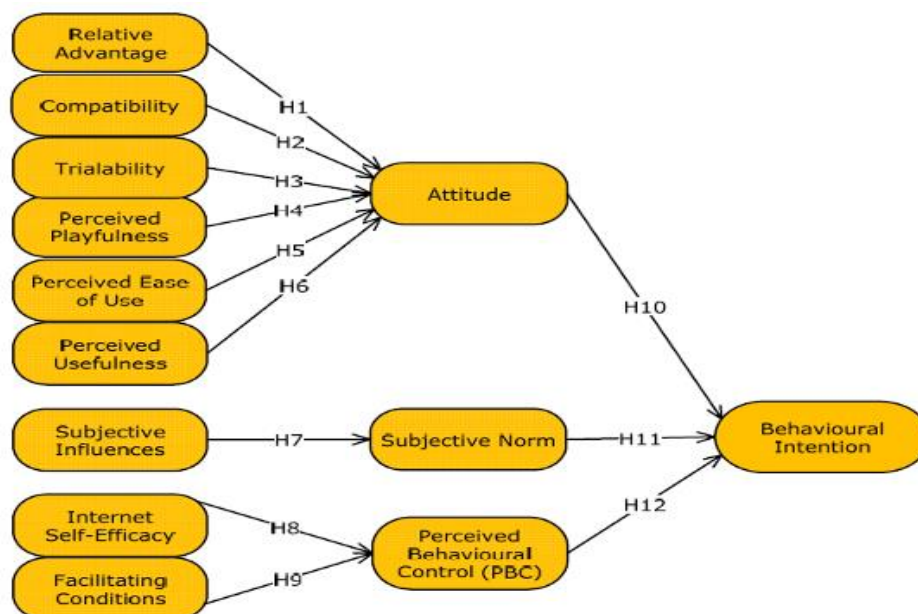 Relative
Advantage
H1
Compatibility
H2
Trialability
H3
Attitude
H4
Perceived
Playfulness
H5
Perceived Ease
of Use
H6
H10
Perceived
Usefulness
Subjective
Influences
H7
Subjective Norm
H11
Behavioural
Intention
H12
Internet
Self-Efficacy
H8
Perceived
Behavioural
Control (PBC)
H9
Facilitating
Conditions